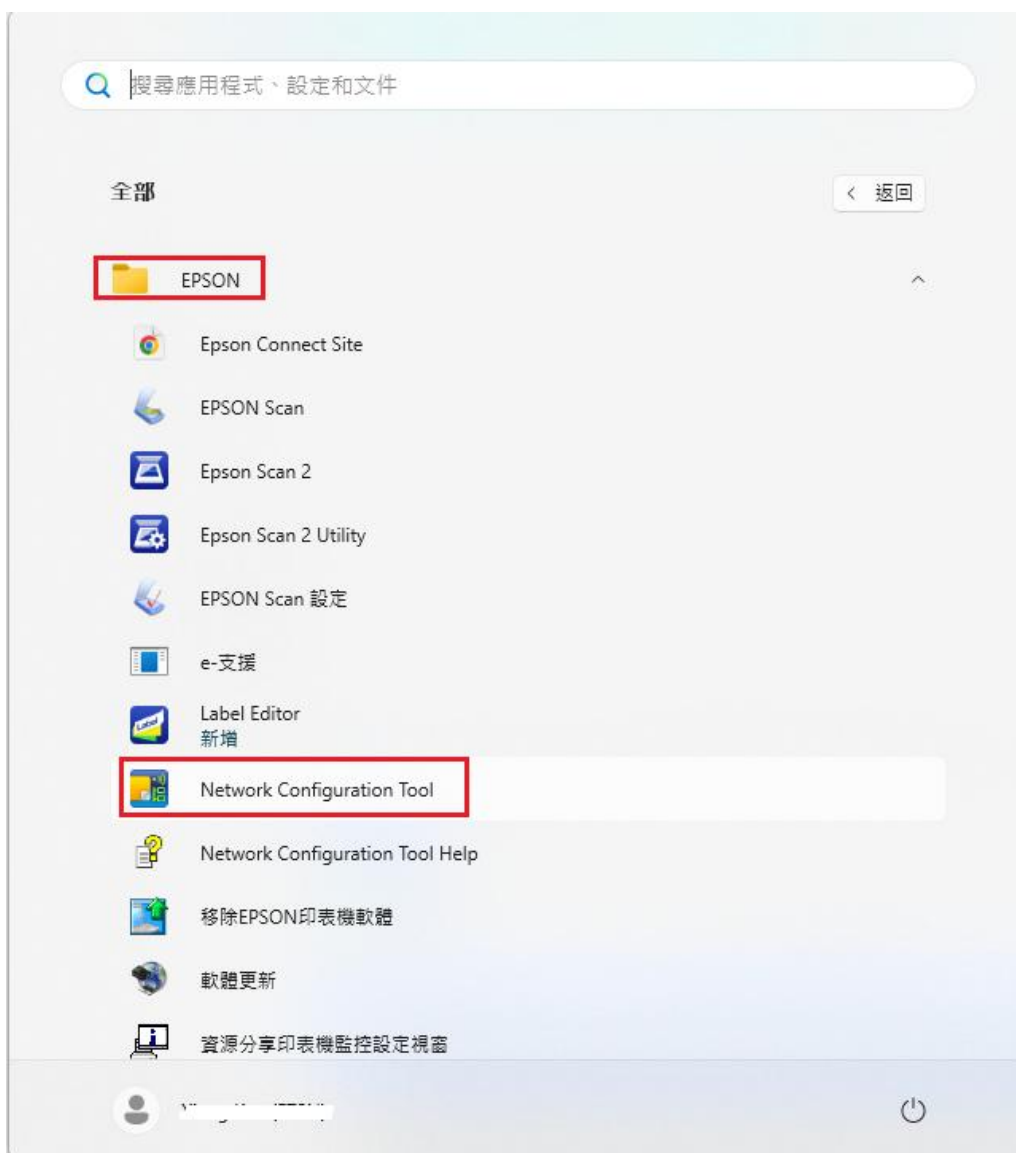 搜尋應用程式、設定和文件
全部
返回
EPSON
Epson Connect Site
EPSON Scan
Epson Scan 2
Epson Scan 2 Utility
EPSON Scan 設定
e-支援
Label Editor
新增
Network Configuration Tool
Network Configuration Tool Help
移除EPSON印表機軟體
軟體更新
資源分享印表機監控設定視窗